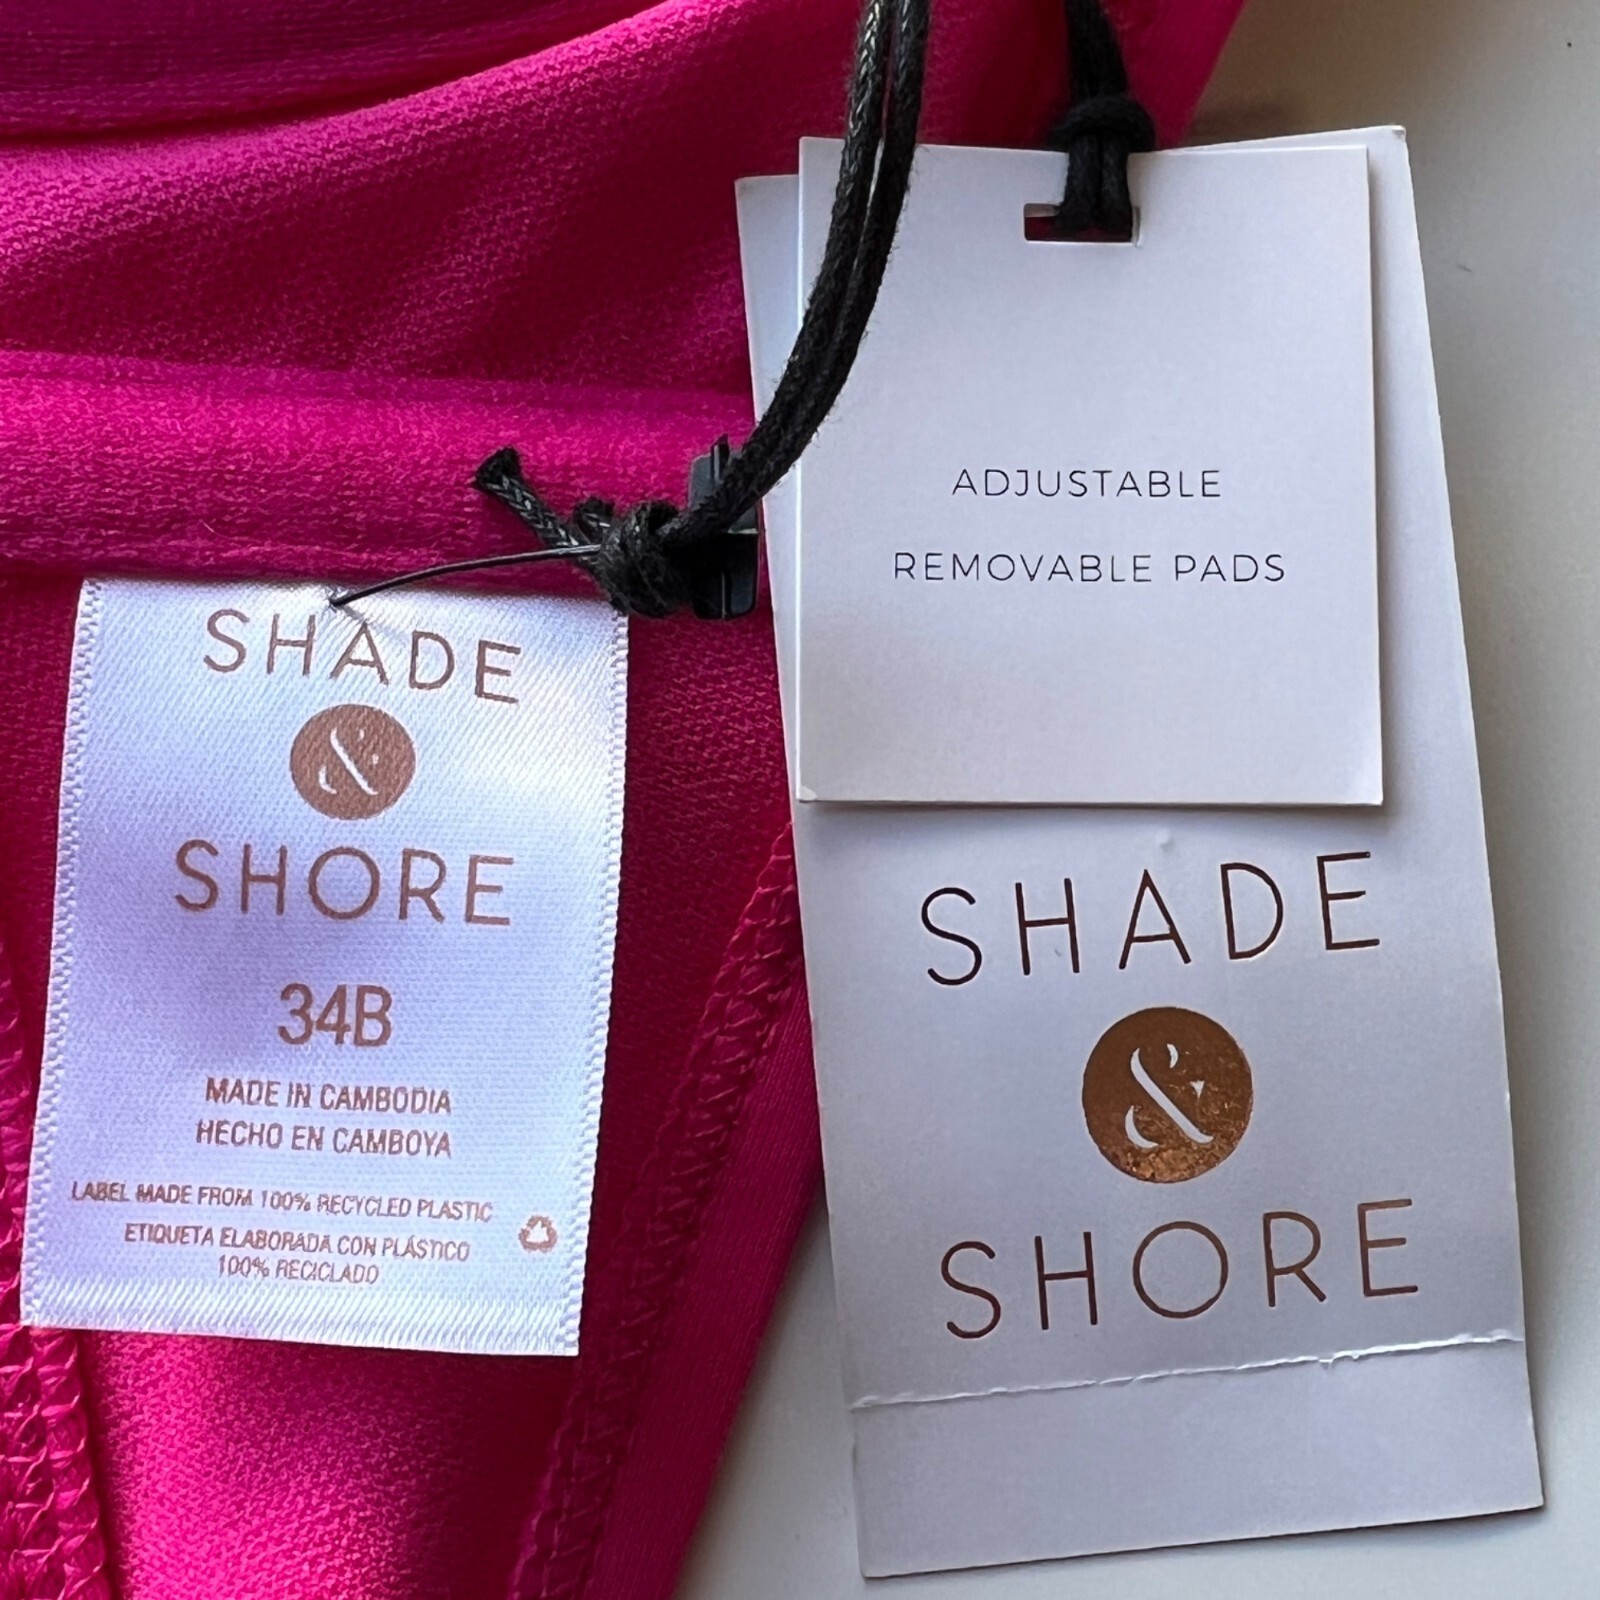 SHADE
&
SHORE
34B
MADE IN CAMBODIA
HECHO EN CAMBOYA
LABEL MADE FROM 100% RECYCLED PLASTIC
ETIQUETA ELABORADA CON PLÁSTICO
100% RECICLADO
ADJUSTABLE
REMOVABLE PADS
SHADE
&
SHORE